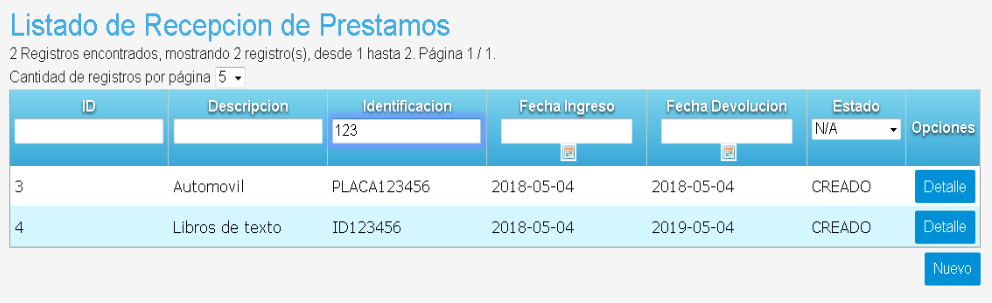 Listado de Recepcion de Prestamos
2 Registros encontrados, mostrando 2 registro(s), desde 1 hasta 2. Página 1 / 1.
Cantidad de registros por página 5
ID Descripcion Identificacion Fecha Ingreso Fecha Devolucion Estado Opciones
123 N/A
3 Automovil PLACA123456 2018-05-04 2018-05-04 CREADO Detalle
4 Libros de texto ID123456 2018-05-04 2019-05-04 CREADO Detalle
Nuevo